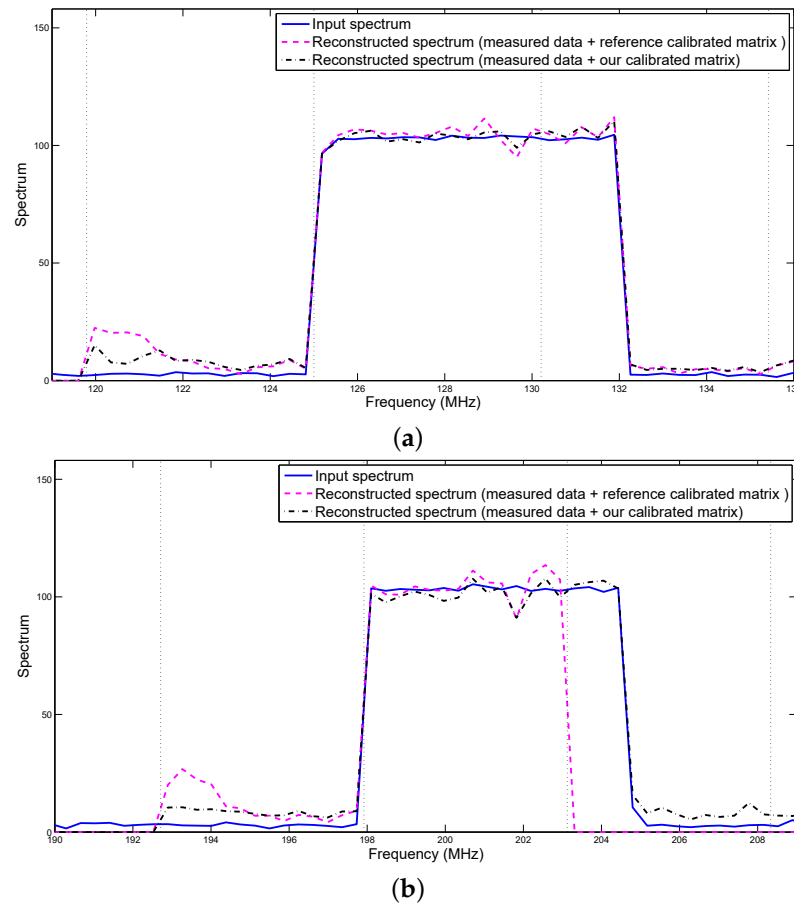 150
100
50
0
Spectrum
Input spectrum
Reconstructed spectrum (measured data + reference calibrated matrix )
Reconstructed spectrum (measured data + our calibrated matrix)
120 122 124 126 128 130 132 134
Frequency (MHz)
(a)
150
100
50
0
Spectrum
Input spectrum
Reconstructed spectrum (measured data + reference calibrated matrix )
Reconstructed spectrum (measured data + our calibrated matrix)
190 192 194 196 198 200 202 204 206 208
Frequency (MHz)
(b)